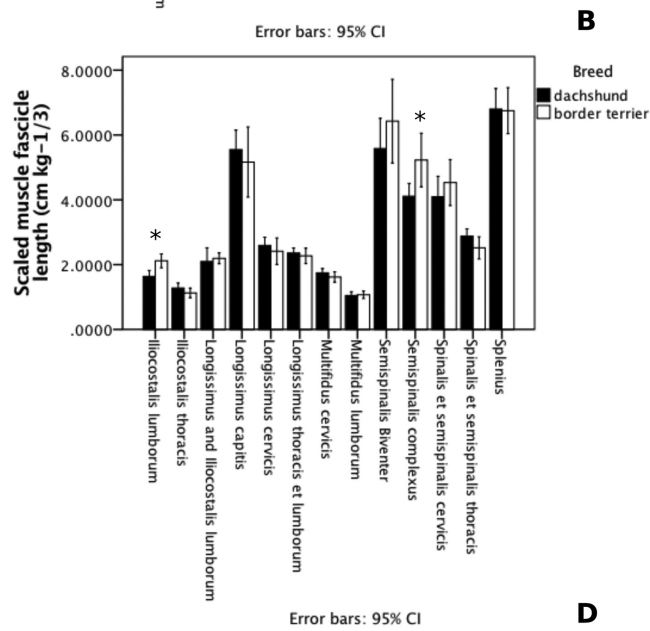 m
Error bars: 95% CI
B
Scaled muscle fascicle
length (cm kg-1/3)
8.0000
6.0000
4.0000
2.0000
.0000
*
*
Breed
dachshund
border terrier
Iliocostalis lumborum
Iliocostalis thoracis
Longissimus and Iliocostalis lumborum
Longissimus capitis
Longissimus cervicis
Longissimus thoracis et lumborum
Multifidus cervicis
Multifidus lumborum
Semispinalis Biventer
Semispinalis complexus
Spinalis et semispinalis cervicis
Spinalis et semispinalis thoracis
Splenius
Error bars: 95% CI
D